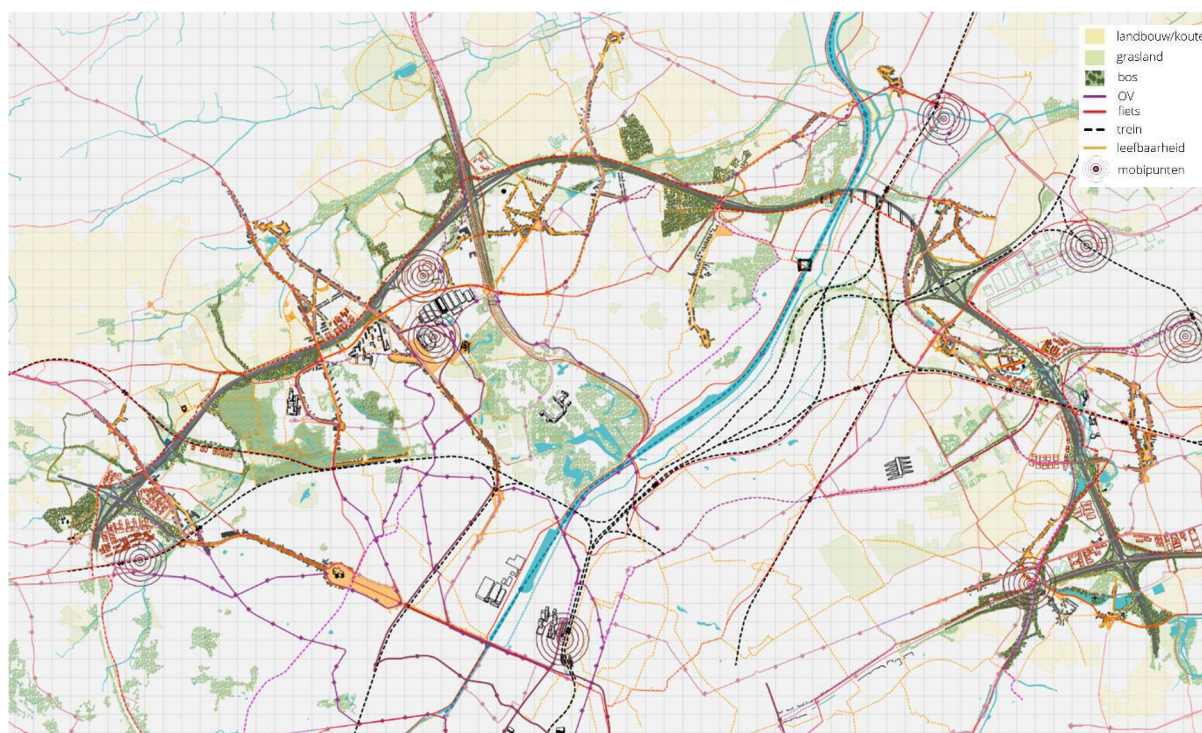 landbouw/koute
grasland
bos
OV
fiets
trein
leefbaarheid
mobipunten